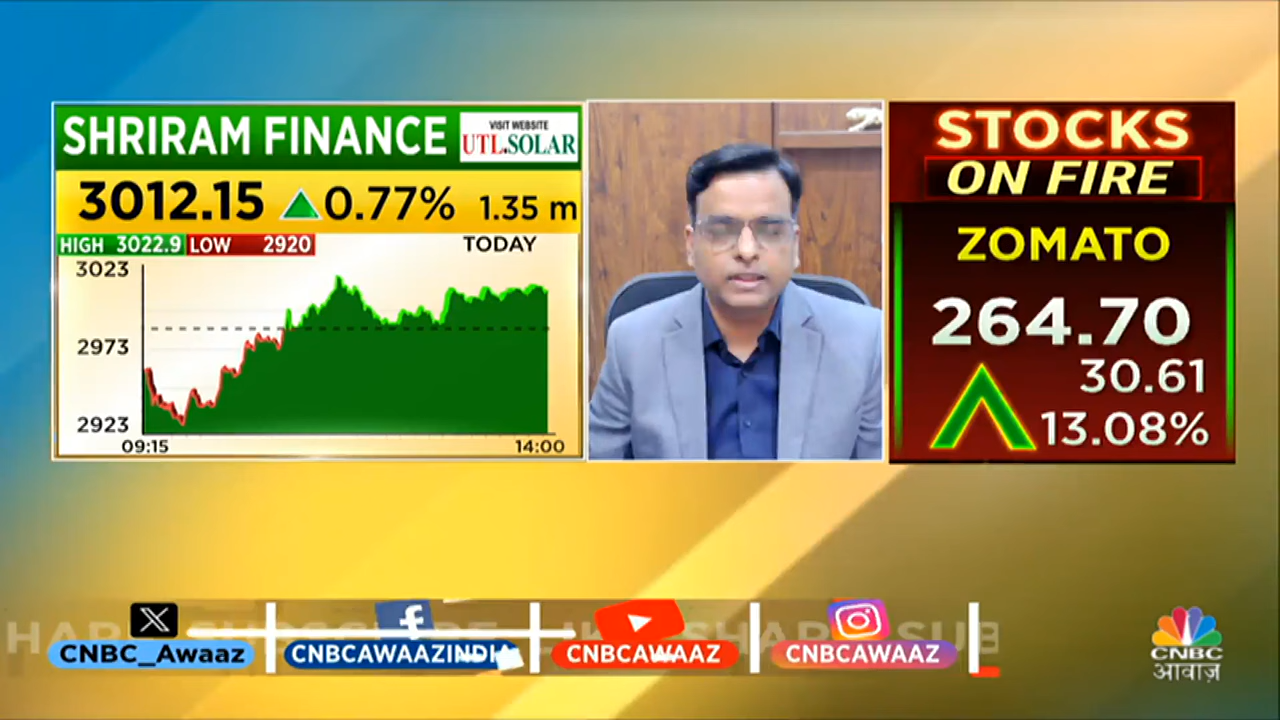 SHRIRAM FINANCE
VISIT WEBSITE
UTL.SOLAR
3012.15 0.77% 1.35 m
HIGH 3022.9 LOW 2920 TODAY
3023
2973
2923
09:15 14:00
STOCKS
ON FIRE
ZOMATO
264.70
30.61
13.08%
CNBC_Awaaz
CNBCAWAAZINDIA
CNBCAWAAZ
CNBCAWAAZ
CNBC
आवाज़